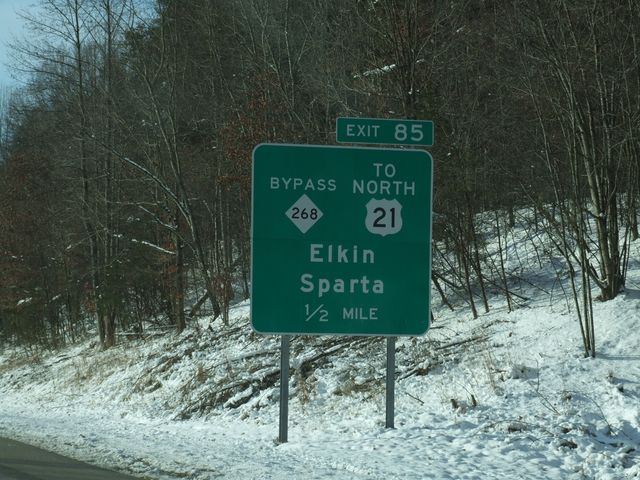 EXIT 85
BYPASS TO NORTH
268 21
Elkin
Sparta
1/2 MILE